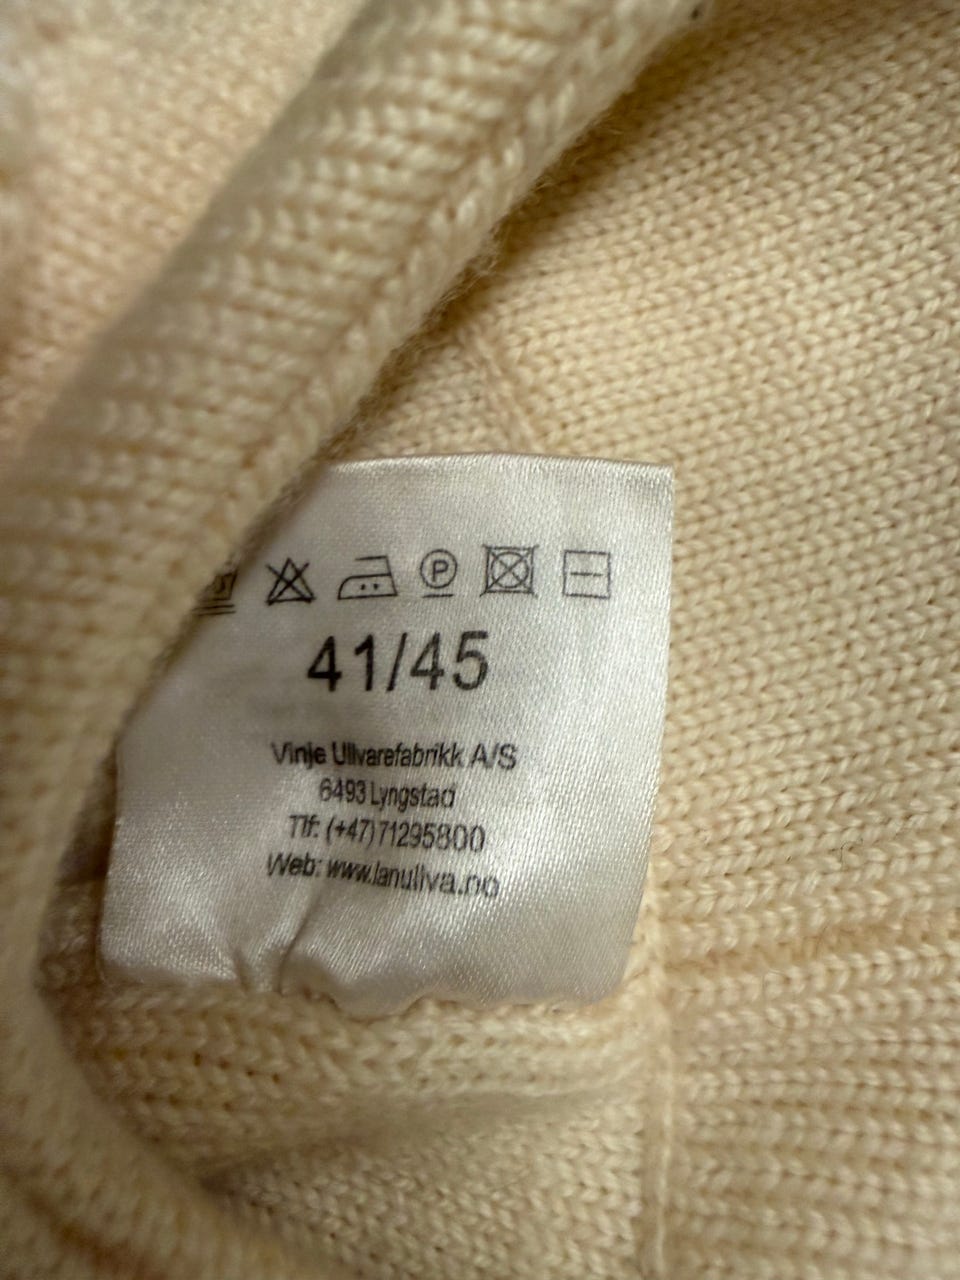 P
41/45
Vinje Ullvarefabrikk A/S
6493 Lyngstad
Tlf: (+47)71295800
Web: www.lanullva.no